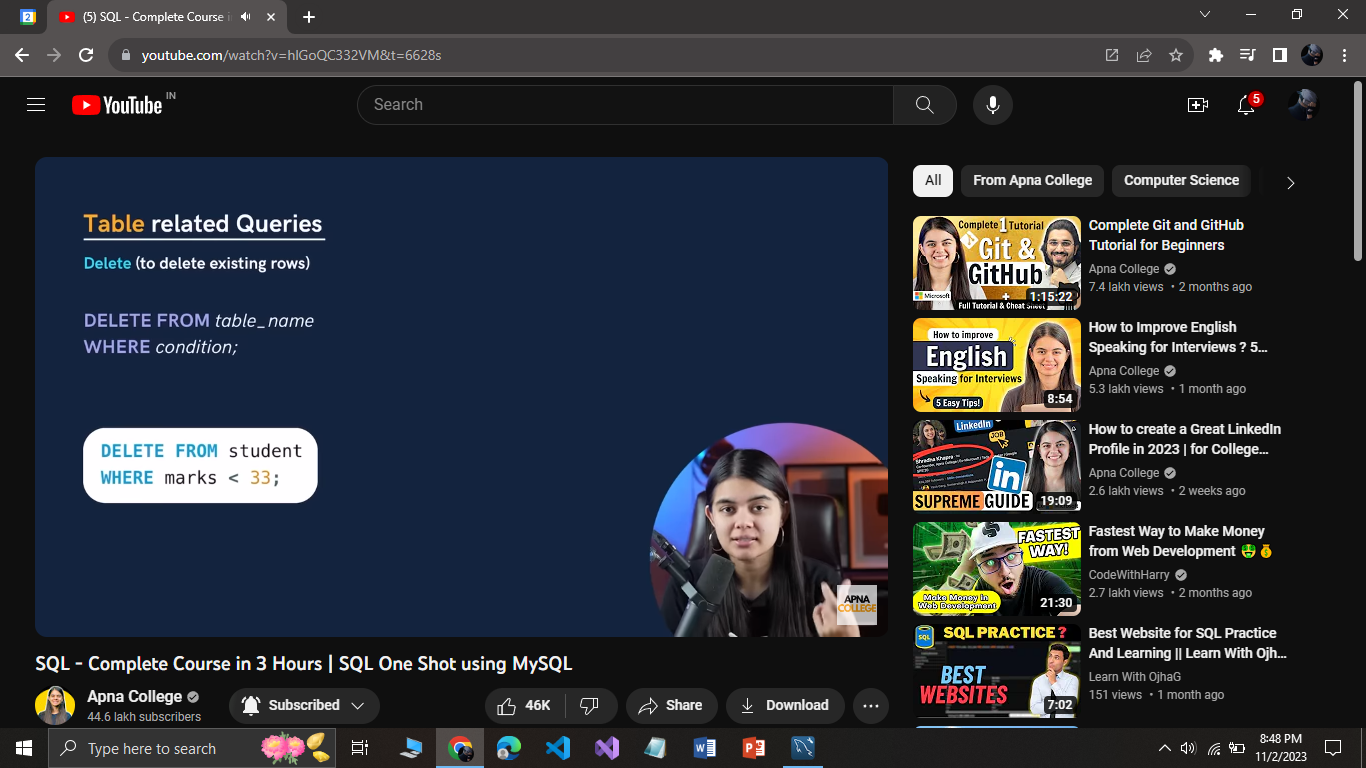 2
(5) SQL - Complete Course i
youtube.com/watch?v=hlGoQC332VM&t=6628s
YouTube IN
Search
5
Table related Queries
Delete (to delete existing rows)
DELETE FROM table_name
WHERE condition;
DELETE FROM student
WHERE marks < 33;
APNA
COLLEGE
SQL - Complete Course in 3 Hours | SQL One Shot using MySQL
Apna College
44.6 lakh subscribers
Subscribed
46K
Share
Download
All
From Apna College
Computer Science
Complete 1 Tutorial
Git &
GitHub
Microsoft
+
Full Tutorial & Cheat Sheet
1:15:22
Complete Git and GitHub
Tutorial for Beginners
Apna College
7.4 lakh views • 2 months ago
How to improve
English
Speaking for Interviews
5 Easy Tips!
8:54
How to Improve English
Speaking for Interviews ? 5...
Apna College
5.3 lakh views • 1 month ago
LinkedIn
JOB
Shradha Khapra
in
SUPREME GUIDE
19:09
How to create a Great LinkedIn
Profile in 2023 | for College...
Apna College
2.6 lakh views • 2 weeks ago
FASTEST
WAY!
Make Money in
Web Development
21:30
Fastest Way to Make Money
from Web Development 🤑💰
CodeWithHarry
2.7 lakh views • 2 months ago
SQL
SQL PRACTICE ?
BEST
WEBSITES
7:02
Best Website for SQL Practice
And Learning || Learn With Ojh...
Learn With OjhaG
151 views • 1 month ago
Type here to search
8:48 PM
11/2/2023